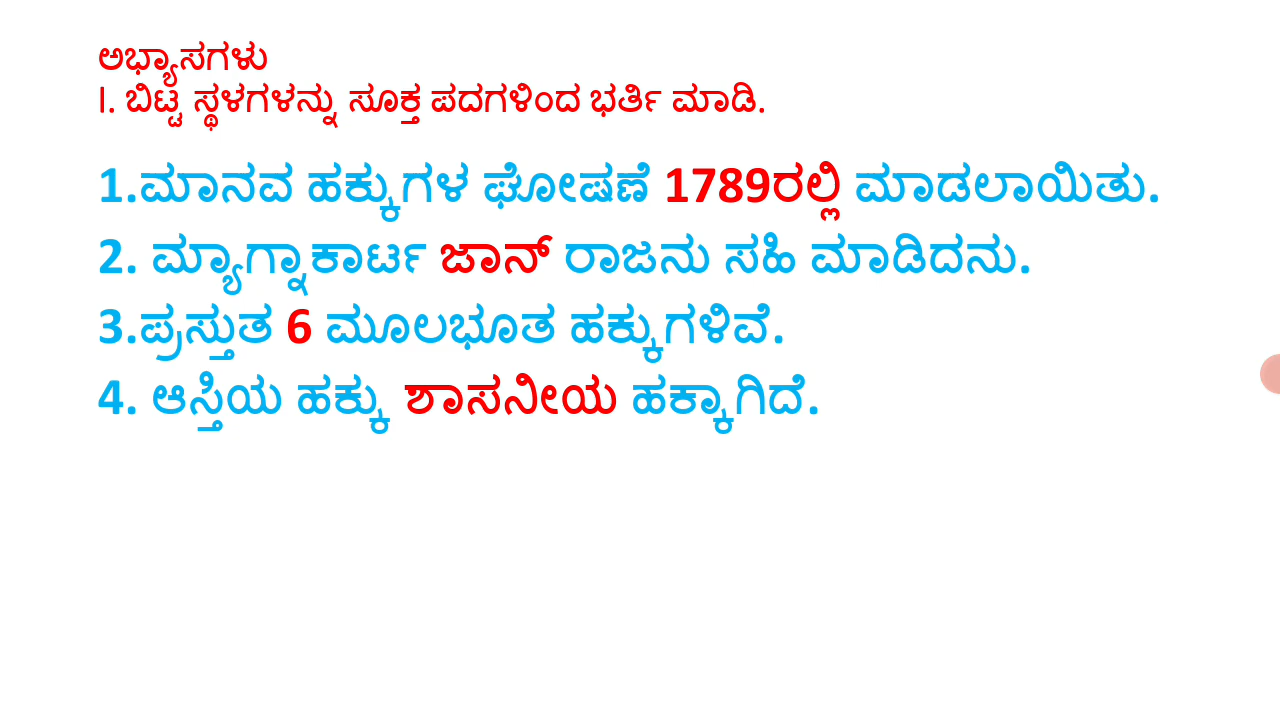 ಅಭ್ಯಾಸಗಳು
I. ಬಿಟ್ಟ ಸ್ಥಳಗಳನ್ನು ಸೂಕ್ತ ಪದಗಳಿಂದ ಭರ್ತಿ ಮಾಡಿ.
1.ಮಾನವ ಹಕ್ಕುಗಳ ಘೋಷಣೆ 1789ರಲ್ಲಿ ಮಾಡಲಾಯಿತು.
2. ಮ್ಯಾಗ್ನಾಕಾರ್ಟ ಜಾನ್ ರಾಜನು ಸಹಿ ಮಾಡಿದನು.
3.ಪ್ರಸ್ತುತ 6 ಮೂಲಭೂತ ಹಕ್ಕುಗಳಿವೆ.
4. ಆಸ್ತಿಯ ಹಕ್ಕು ಶಾಸನೀಯ ಹಕ್ಕಾಗಿದೆ.